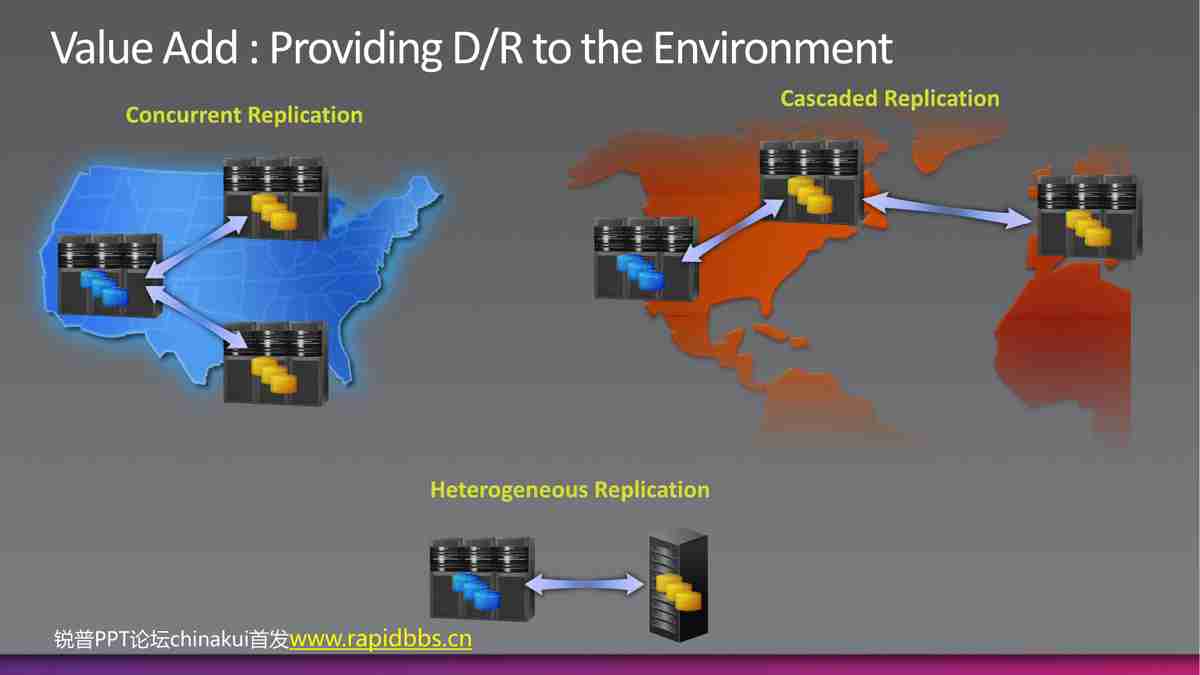 Value Add : Providing D/R to the Environment
Concurrent Replication
Cascaded Replication
Heterogeneous Replication
锐普PPT论坛chinakui首发www.rapidbbs.cn